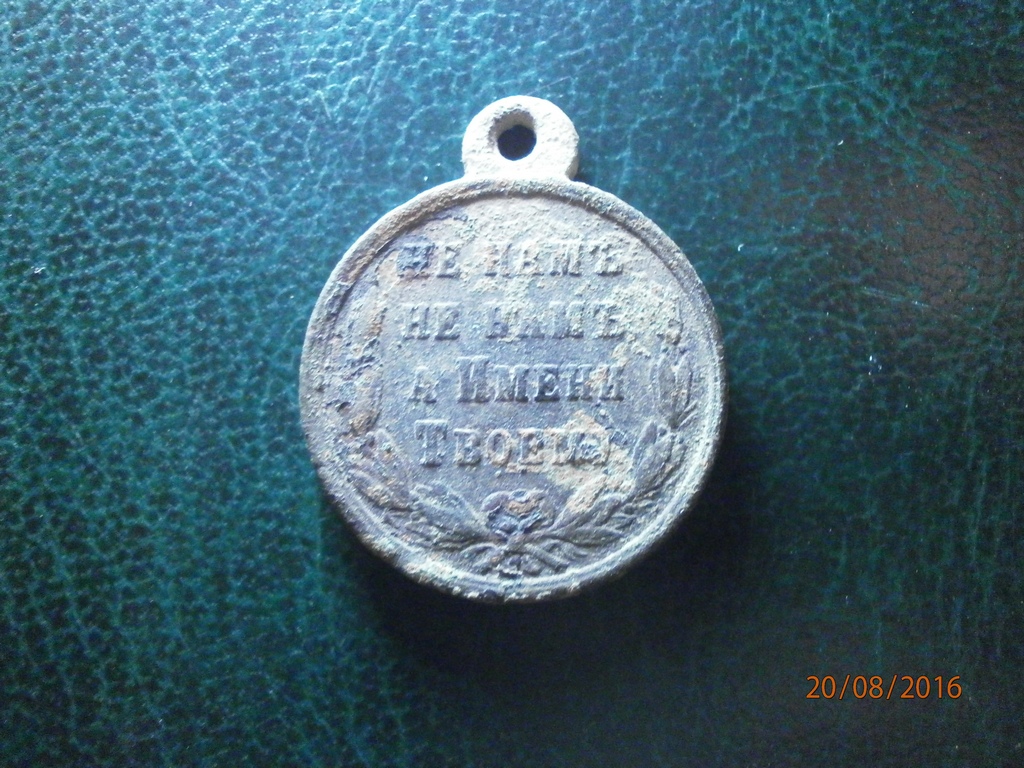 НЕ НАМЪ
НЕ НАМЪ
А ИМЕНИ
ТВОЕМУ
20/08/2016